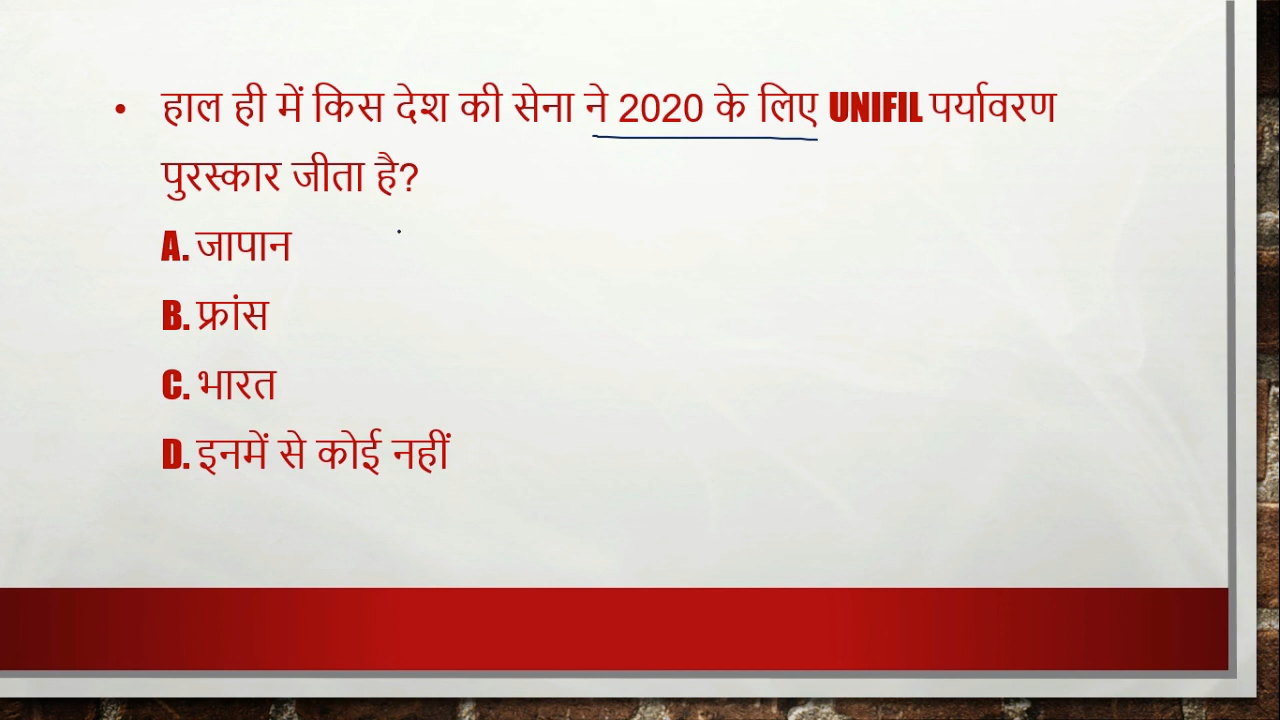 • हाल ही में किस देश की सेना ने 2020 के लिए UNIFIL पर्यावरण
पुरस्कार जीता है?
A. जापान
B. फ्रांस
C. भारत
D. इनमें से कोई नहीं